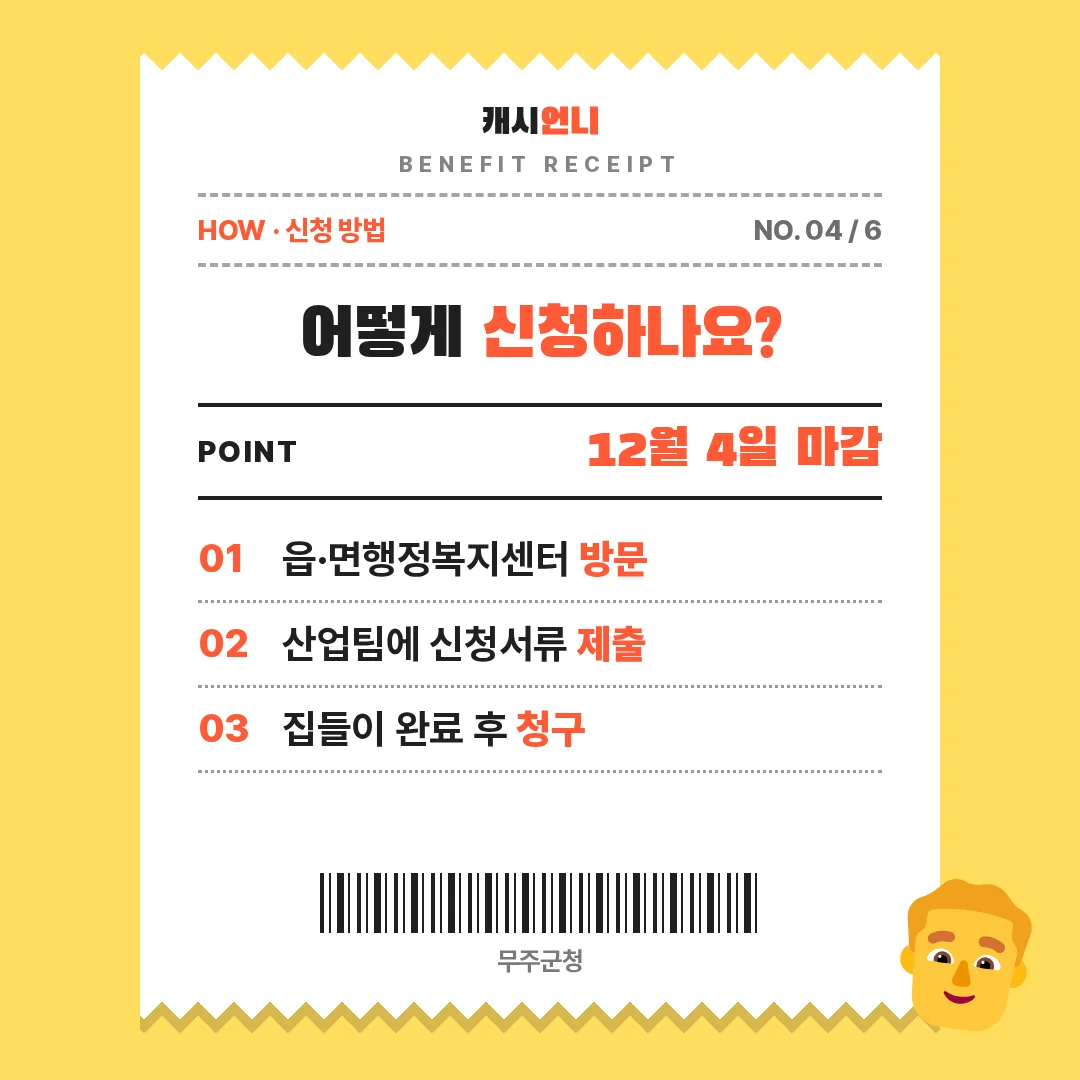 캐시언니
BENEFIT RECEIPT
HOW · 신청 방법 NO. 04 / 6
어떻게 신청하나요?
POINT 12월 4일 마감
01 읍·면행정복지센터 방문
02 산업팀에 신청서류 제출
03 집들이 완료 후 청구
무주군청